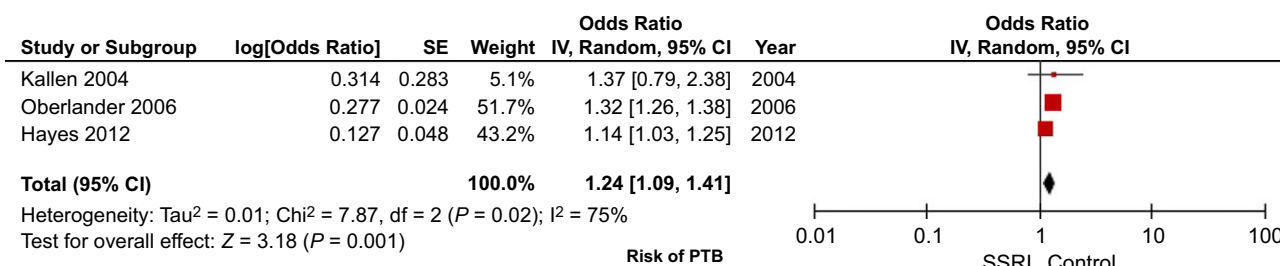 Odds Ratio Odds Ratio
Study or Subgroup log[Odds Ratio] SE Weight IV, Random, 95% CI Year IV, Random, 95% CI
Kallen 2004 0.314 0.283 5.1% 1.37 [0.79, 2.38] 2004
Oberlander 2006 0.277 0.024 51.7% 1.32 [1.26, 1.38] 2006
Hayes 2012 0.127 0.048 43.2% 1.14 [1.03, 1.25] 2012
Total (95% CI) 100.0% 1.24 [1.09, 1.41]
Heterogeneity: Tau² = 0.01; Chi² = 7.87, df = 2 (P = 0.02); I² = 75%
Test for overall effect: Z = 3.18 (P = 0.001)
0.01 0.1 1 10 100
Risk of PTB
SSRI Control